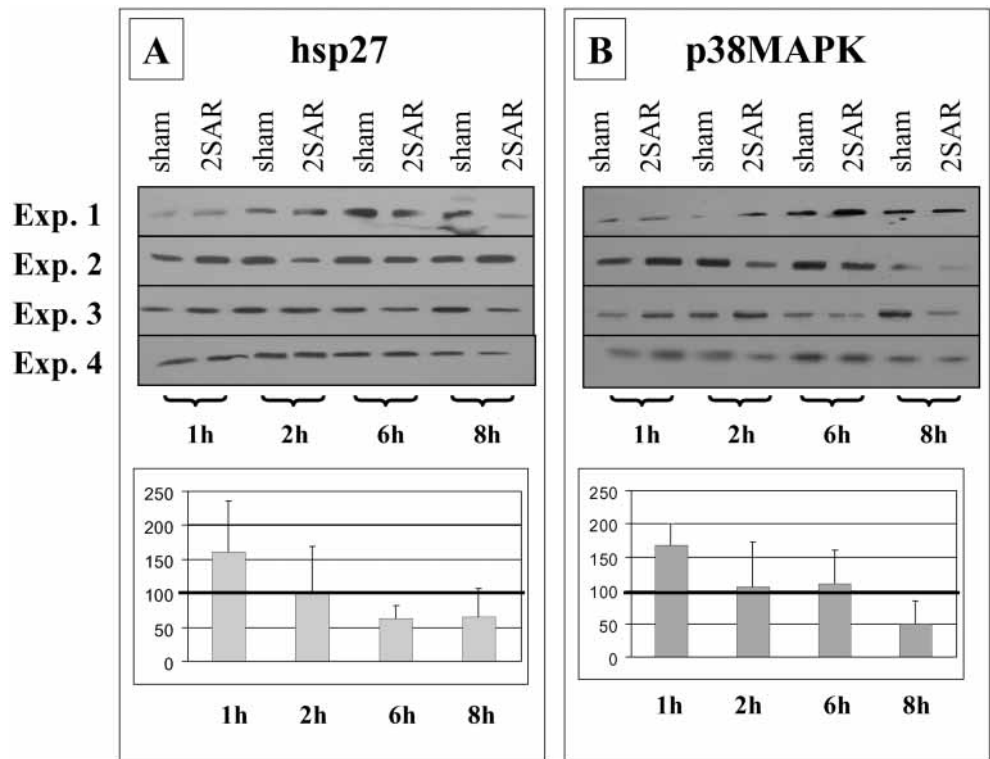 A hsp27
sham 2SAR sham 2SAR sham 2SAR sham 2SAR
Exp. 1
Exp. 2
Exp. 3
Exp. 4
1h 2h 6h 8h
250
200
150
100
50
0
1h 2h 6h 8h
B p38MAPK
sham 2SAR sham 2SAR sham 2SAR sham 2SAR
1h 2h 6h 8h
250
200
150
100
50
0
1h 2h 6h 8h